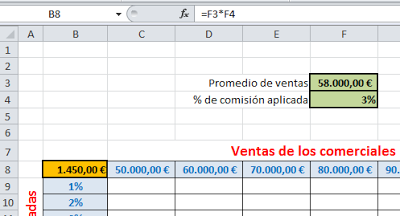 B8 fx =F3*F4
A B C D E F
1
2
3 Promedio de ventas 58.000,00 €
4 % de comisión aplicada 3%
5
6
7 Ventas de los comerciales
8 1.450,00 € 50.000,00 € 60.000,00 € 70.000,00 € 80.000,00 € 90.
9 1%
10 2%
adas